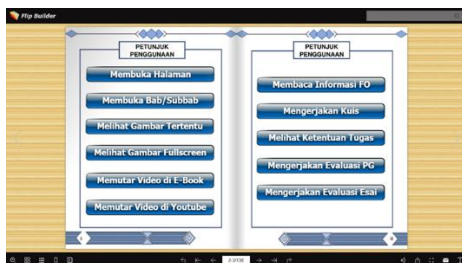 Flip Builder
PETUNJUK
PENGGUNAAN
Membuka Halaman
Membuka Bab/Subbab
Melihat Gambar Tertentu
Melihat Gambar Fullscreen
Memutar Video di E-Book
Memutar Video di Youtube
PETUNJUK
PENGGUNAAN
Membaca Informasi FO
Mengerjakan Kuis
Melihat Ketentuan Tugas
Mengerjakan Evaluasi PG
Mengerjakan Evaluasi Esai